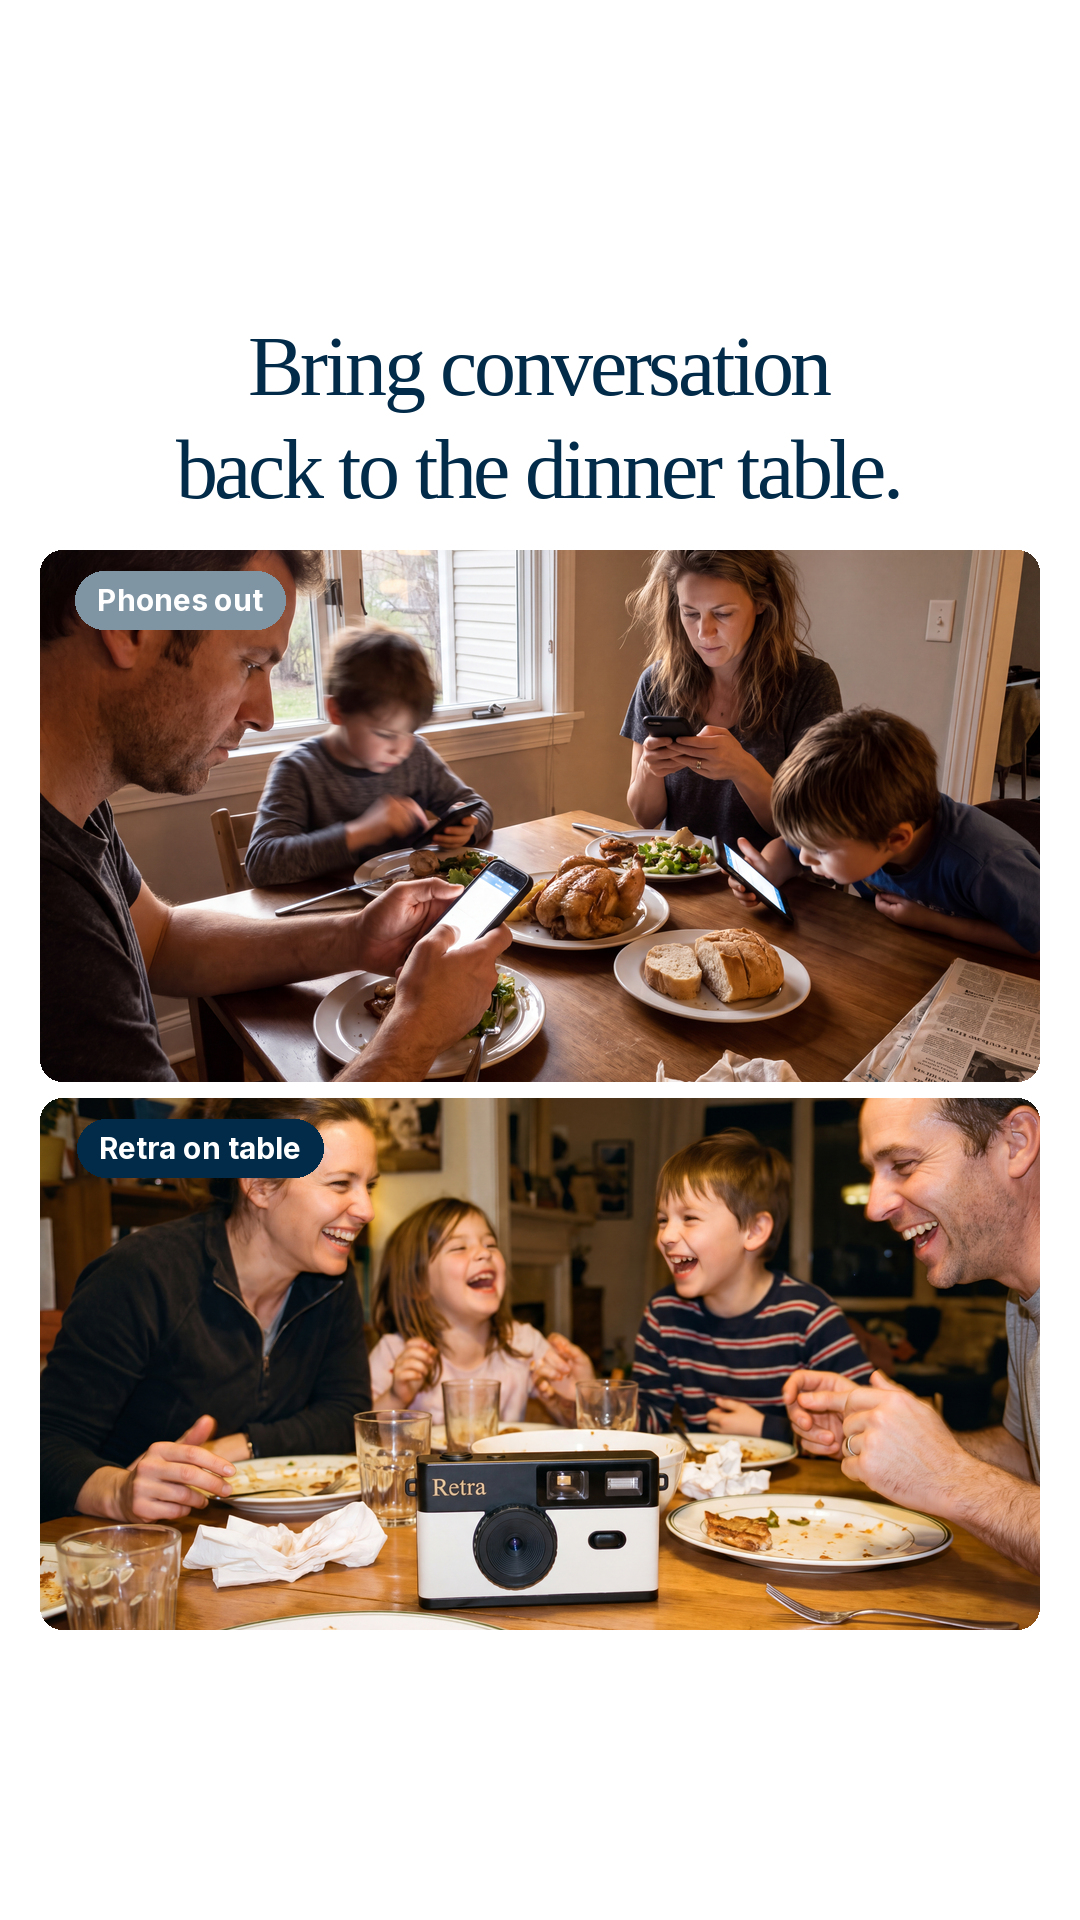 Bring conversation
back to the dinner table.
Phones out
Retra on table
Retra